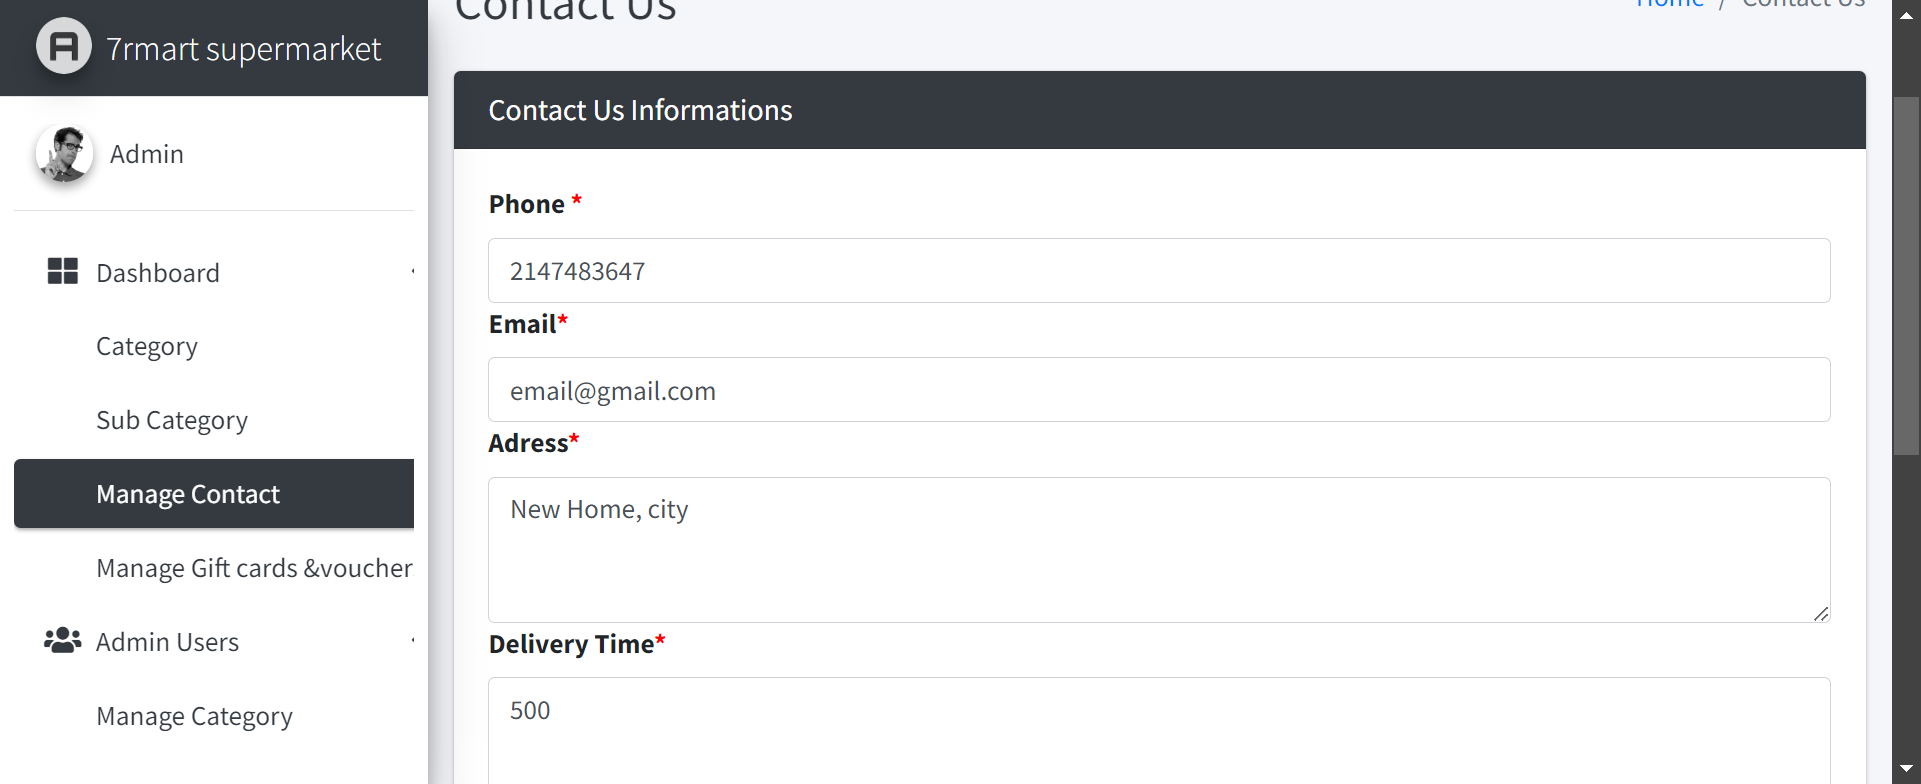 Contact Us
Home / Contact Us
7rmart supermarket
Admin
Dashboard
Category
Sub Category
Manage Contact
Manage Gift cards &voucher
Admin Users
Manage Category
Contact Us Informations
Phone *
2147483647
Email*
email@gmail.com
Adress*
New Home, city
Delivery Time*
500